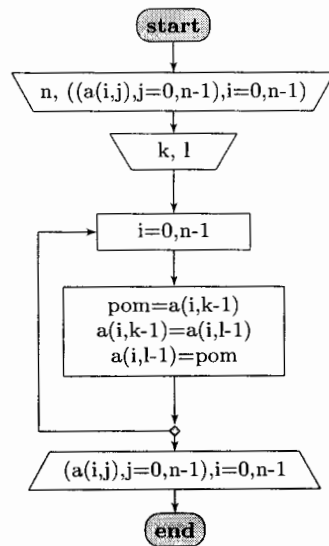 start
n, ((a(i,j),j=0,n-1),i=0,n-1)
k, l
i=0,n-1
pom=a(i,k-1)
a(i,k-1)=a(i,l-1)
a(i,l-1)=pom
(a(i,j),j=0,n-1),i=0,n-1
end